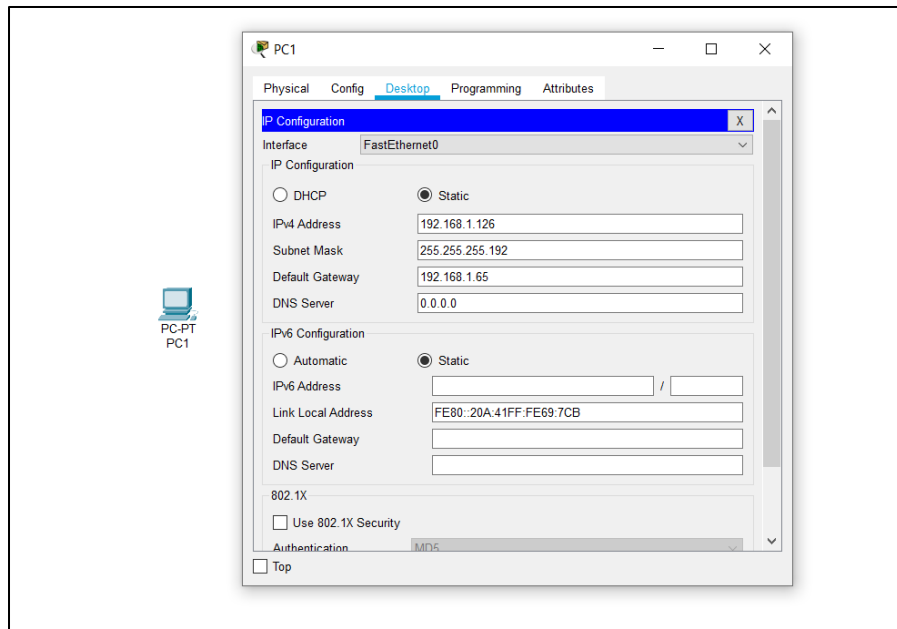 PC1
Physical Config Desktop Programming Attributes
IP Configuration X
Interface FastEthernet0
IP Configuration
DHCP Static
IPv4 Address 192.168.1.126
Subnet Mask 255.255.255.192
Default Gateway 192.168.1.65
DNS Server 0.0.0.0
PC-PT
PC1
IPv6 Configuration
Automatic Static
IPv6 Address /
Link Local Address FE80::20A:41FF:FE69:7CB
Default Gateway
DNS Server
802.1X
Use 802.1X Security
Authentication MD5
Top